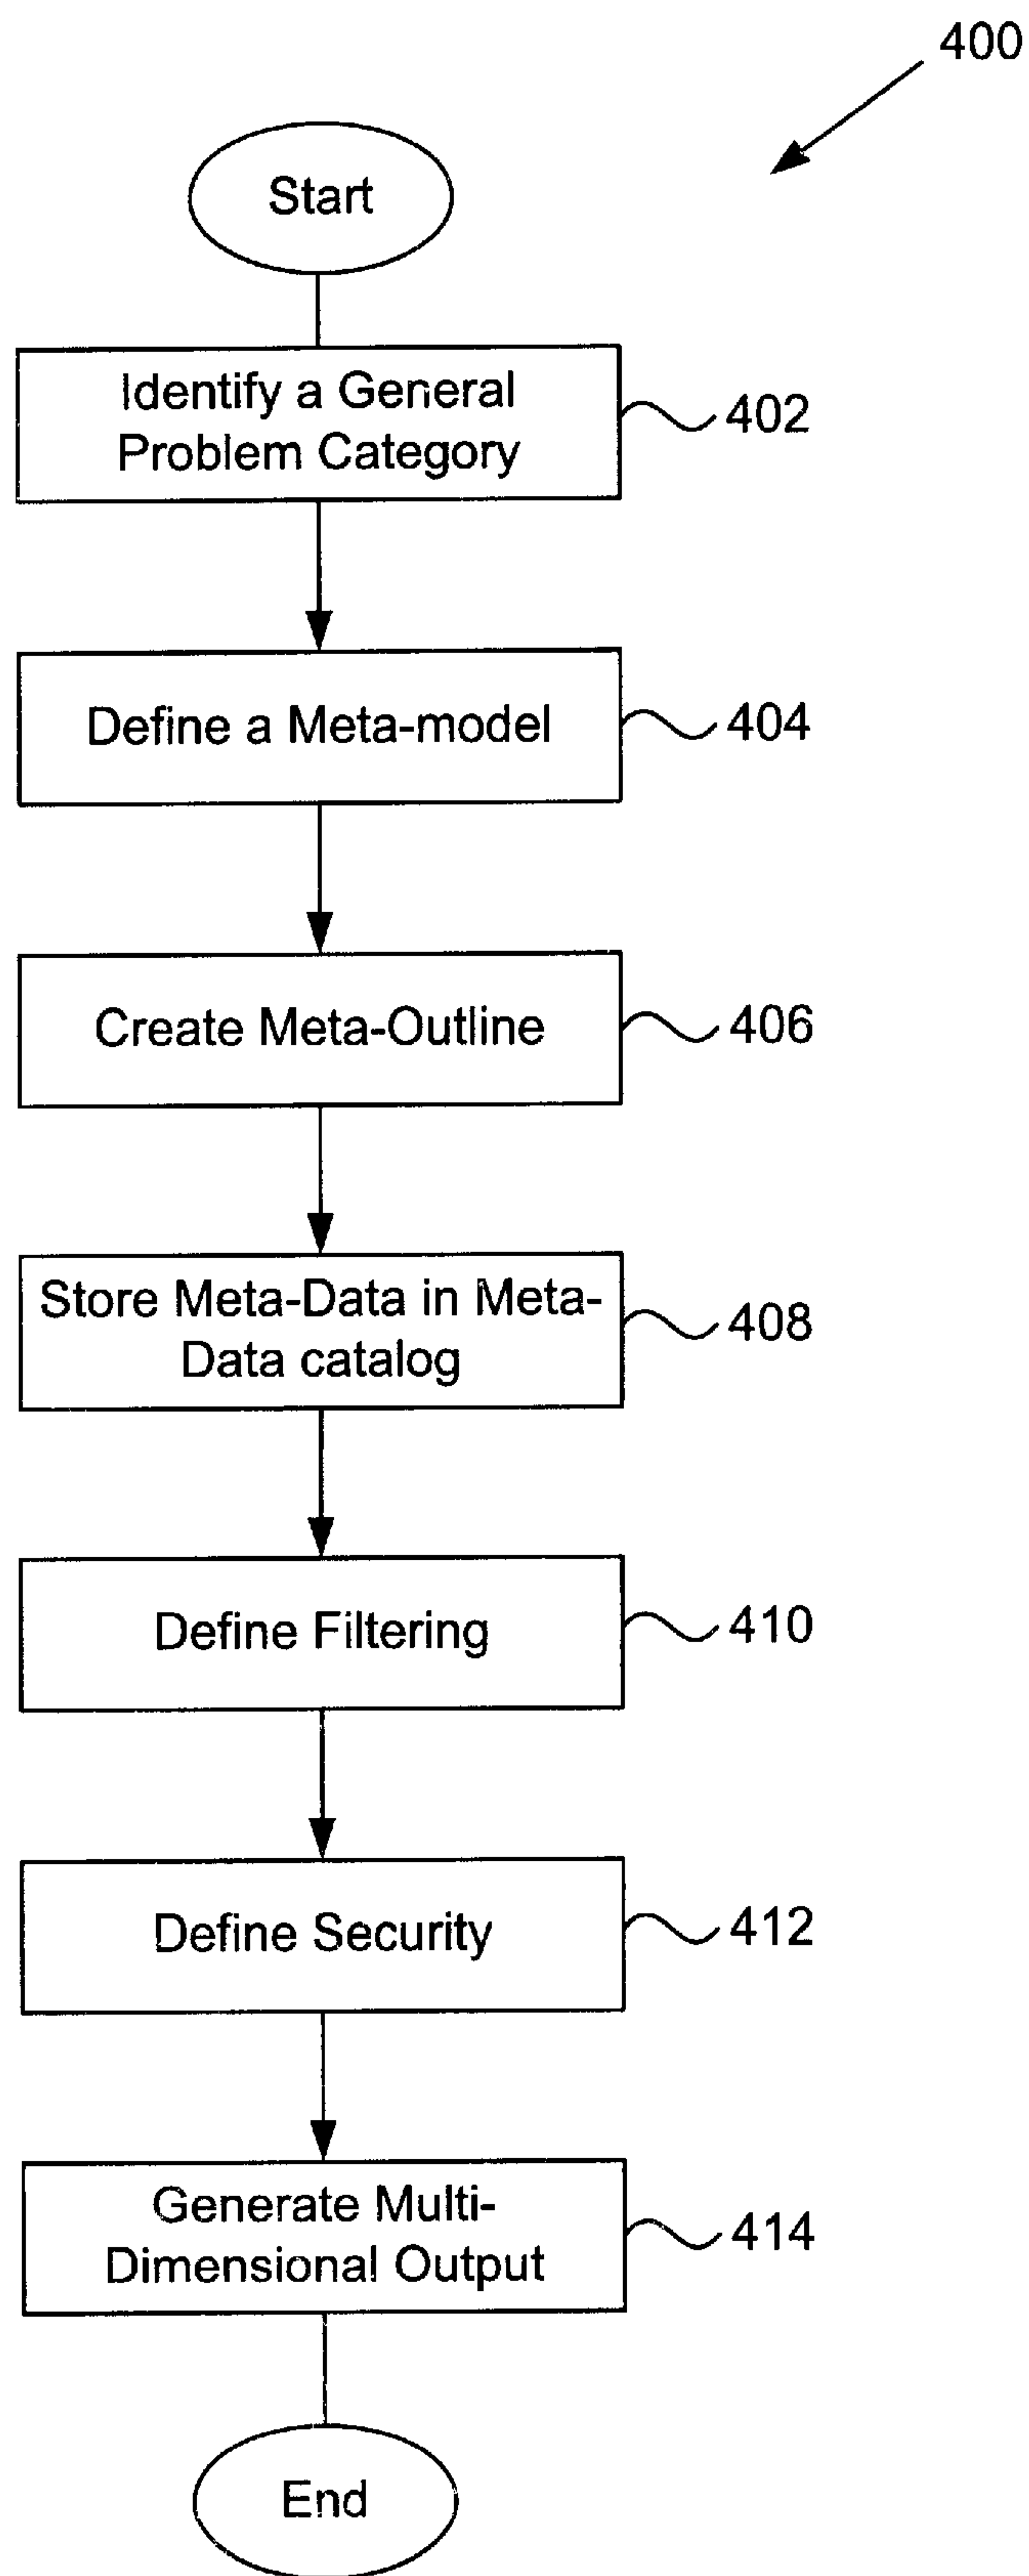 400
Start
Identify a General
Problem Category
402
Define a Meta-model
404
Create Meta-Outline
406
Store Meta-Data in Meta-
Data catalog
408
Define Filtering
410
Define Security
412
Generate Multi-
Dimensional Output
414
End